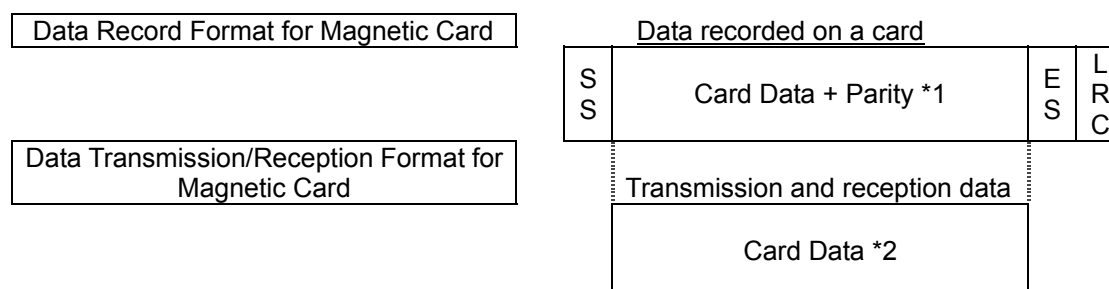 Data Record Format for Magnetic Card
Data recorded on a card
S
S
Card Data + Parity *1
E
S
L
R
C
Data Transmission/Reception Format for
Magnetic Card
Transmission and reception data
Card Data *2